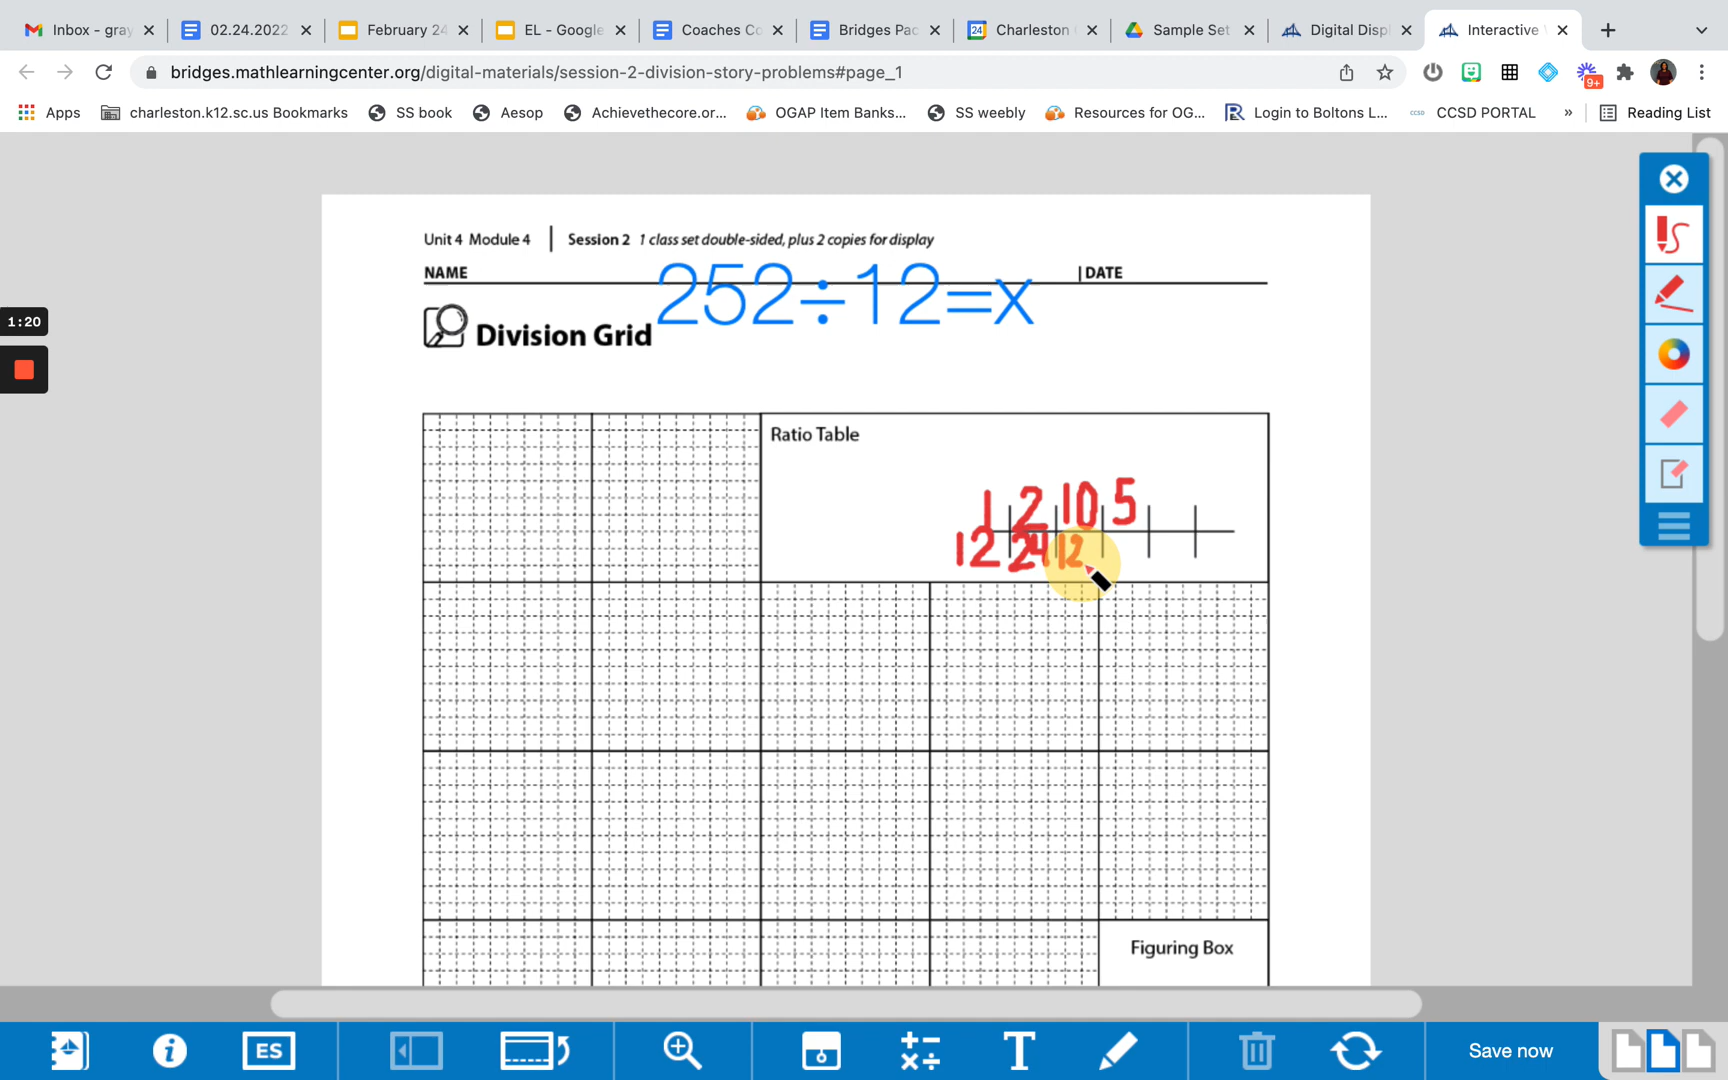 Inbox - gray
02.24.2022
February 24
EL - Google
Coaches Co
Bridges Pac
Charleston
Sample Set
Digital Displ
Interactive
bridges.mathlearningcenter.org/digital-materials/session-2-division-story-problems#page_1
9+
Apps
charleston.k12.sc.us Bookmarks
SS book
Aesop
Achievethecore.or...
OGAP Item Banks...
SS weebly
Resources for OG...
Login to Boltons L...
CCSD PORTAL
»
Reading List
1:20
Unit 4 Module 4 | Session 2 1 class set double-sided, plus 2 copies for display
NAME | DATE
252÷12=x
Division Grid
Ratio Table
1 2 10 5
12 24 12
Figuring Box
ES
T
Save now